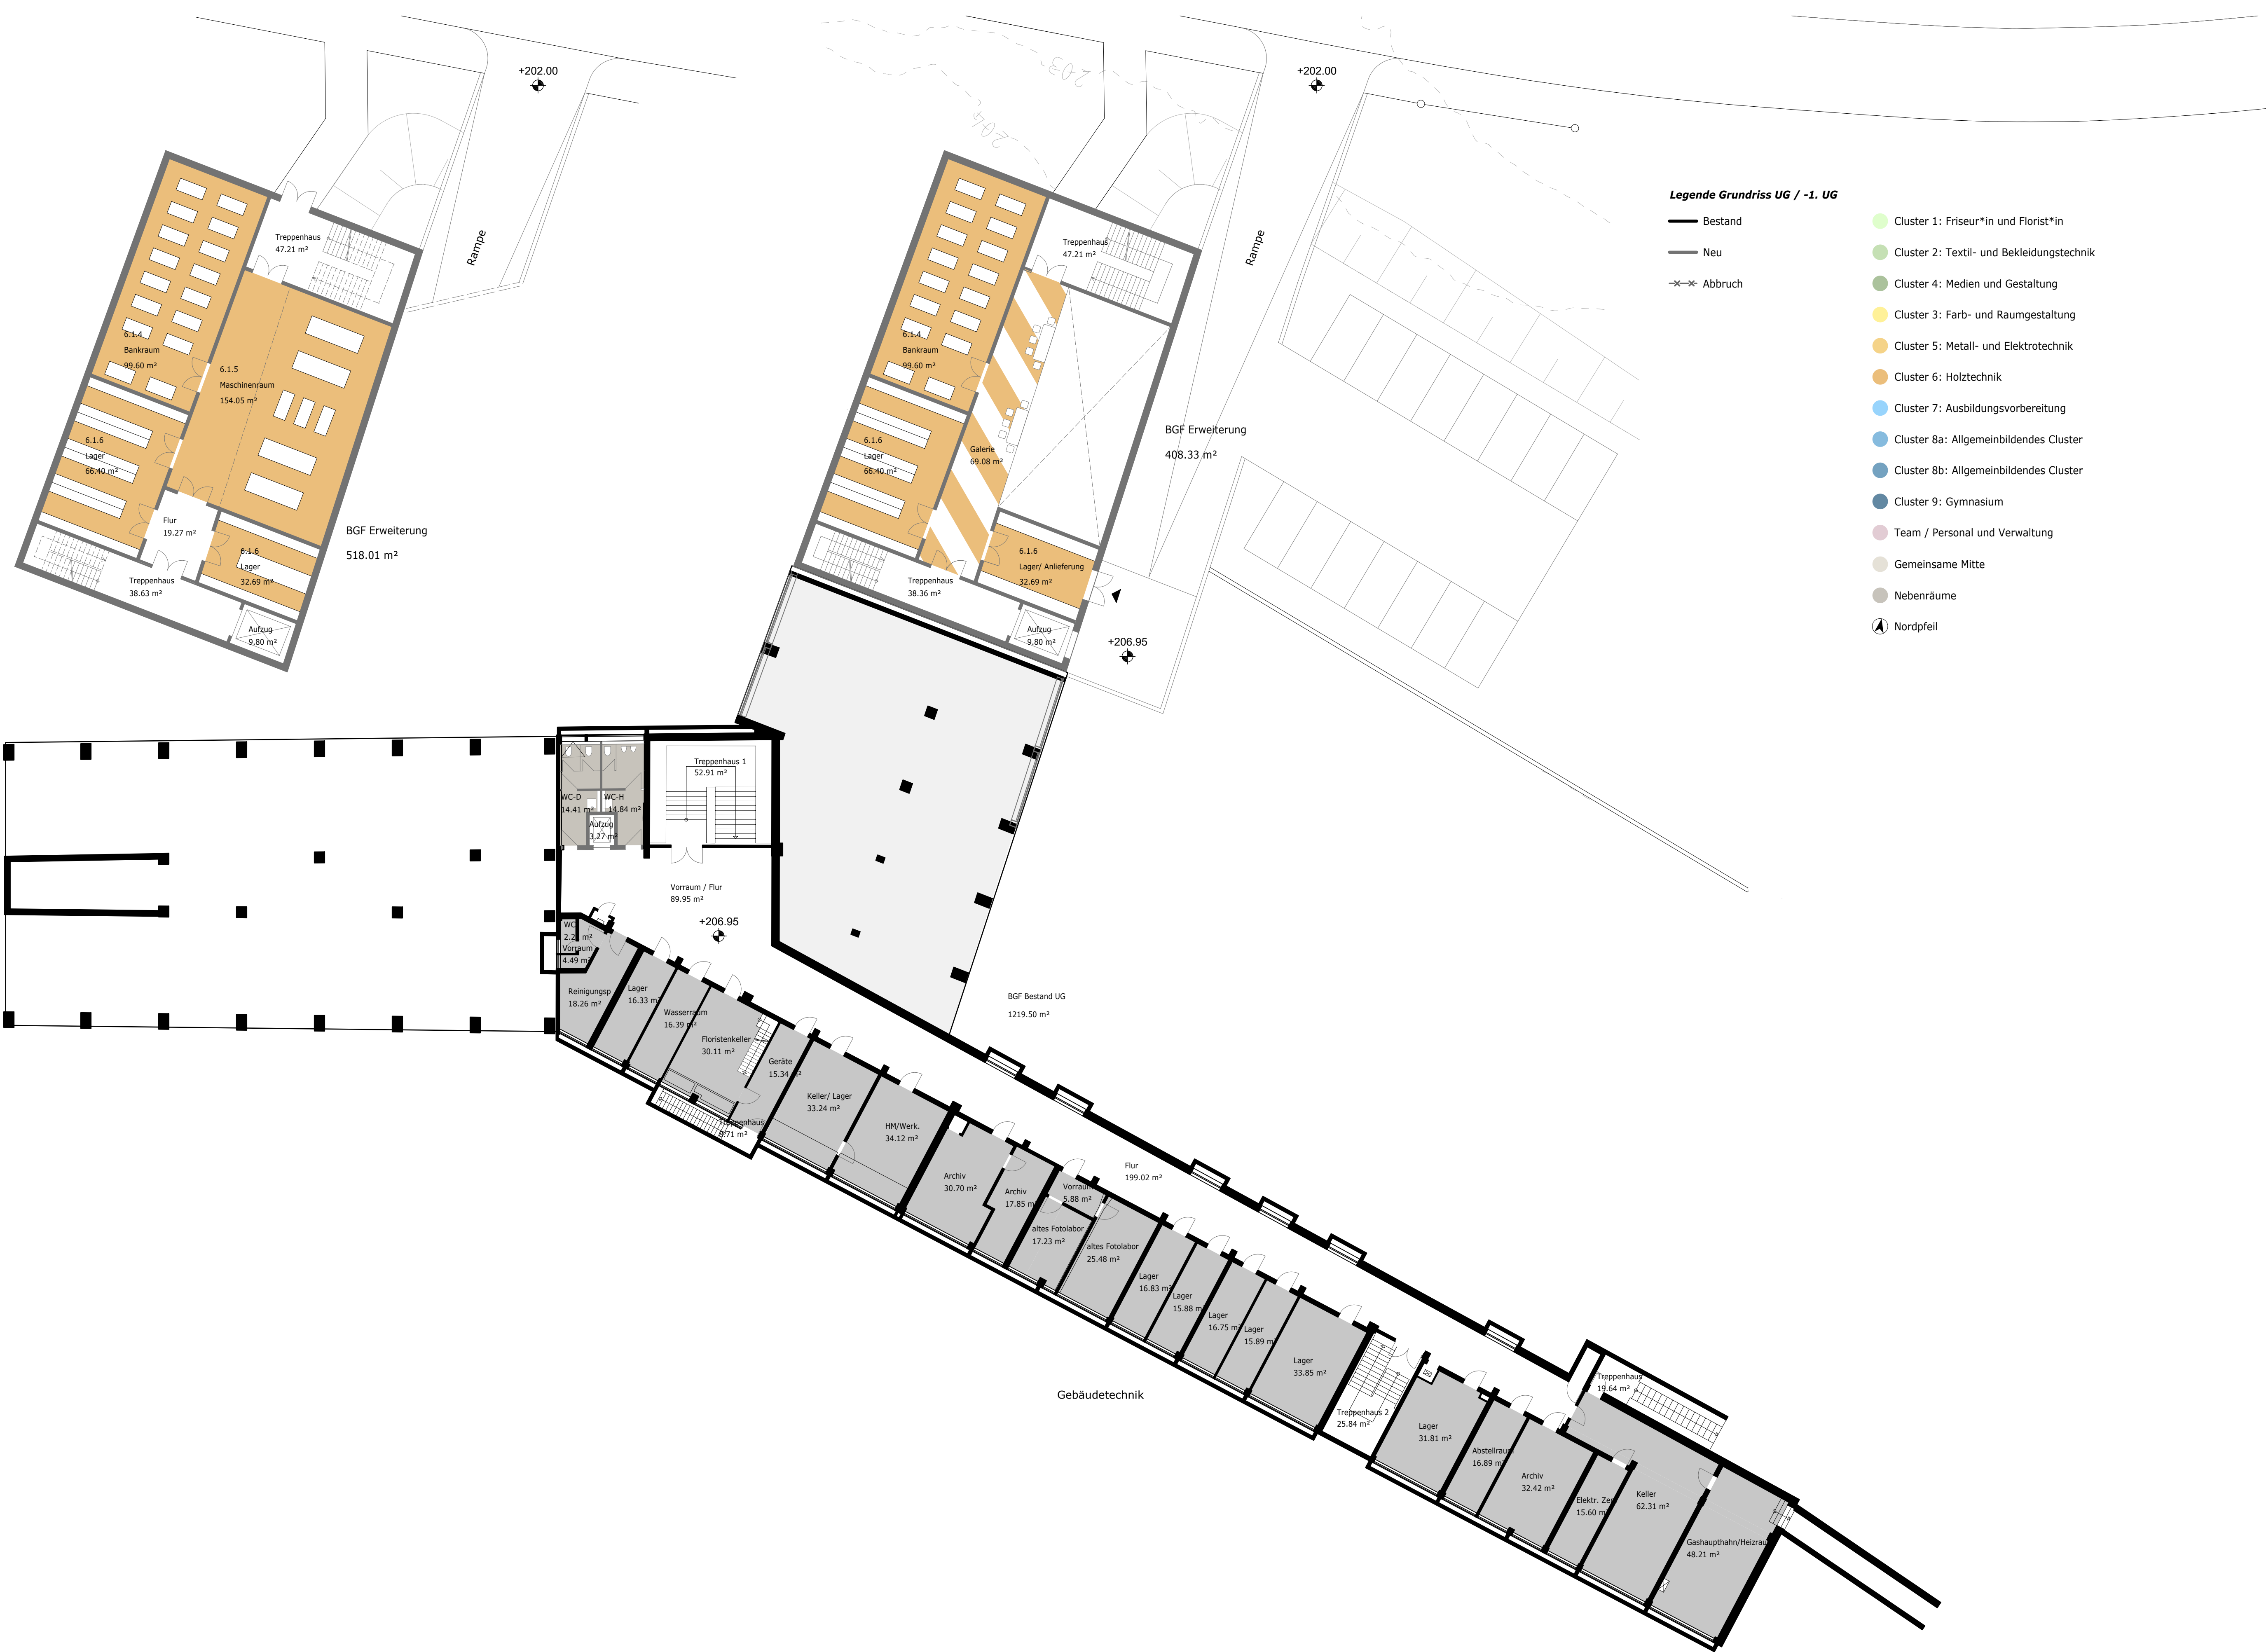 +202.00
Rampe
Treppenhaus
47.21 m²
6.1.4
Bankraum
99.60 m²
6.1.5
Maschinenraum
154.05 m²
6.1.6
Lager
66.40 m²
Flur
19.27 m²
6.1.6
Lager
32.69 m²
Treppenhaus
38.63 m²
Aufzug
9.80 m²
BGF Erweiterung
518.01 m²
203
204
+202.00
Rampe
Treppenhaus
47.21 m²
6.1.4
Bankraum
99.60 m²
6.1.6
Lager
66.40 m²
Galerie
69.08 m²
6.1.6
Lager/ Anlieferung
32.69 m²
Treppenhaus
38.36 m²
Aufzug
9.80 m²
BGF Erweiterung
408.33 m²
+206.95
Legende Grundriss UG / -1. UG
Bestand
Neu
Abbruch
Cluster 1: Friseur*in und Florist*in
Cluster 2: Textil- und Bekleidungstechnik
Cluster 4: Medien und Gestaltung
Cluster 3: Farb- und Raumgestaltung
Cluster 5: Metall- und Elektrotechnik
Cluster 6: Holztechnik
Cluster 7: Ausbildungsvorbereitung
Cluster 8a: Allgemeinbildendes Cluster
Cluster 8b: Allgemeinbildendes Cluster
Cluster 9: Gymnasium
Team / Personal und Verwaltung
Gemeinsame Mitte
Nebenräume
Nordpfeil
Treppenhaus 1
52.91 m²
WC-D
14.41 m²
WC-H
14.84 m²
Aufzug
3.27 m²
Vorraum / Flur
89.95 m²
+206.95
WC
m²
Vorraum
4.49 m²
Reinigungsp
18.26 m²
Lager
16.33 m²
Wasserraum
16.39 m²
Floristenkeller
30.11 m²
Geräte
15.34 m²
Treppenhaus
m²
Keller/ Lager
33.24 m²
HM/Werk.
34.12 m²
Archiv
30.70 m²
Archiv
17.85 m
Vorraum
5.88 m²
altes Fotolabor
17.23 m²
altes Fotolabor
25.48 m²
Lager
16.83 m²
Lager
15.88 m
Lager
16.75 m
Lager
15.89 m
Lager
33.85 m²
Treppenhaus 2
25.84 m²
Lager
31.81 m²
Abstellraum
16.89 m²
Archiv
32.42 m²
Elektr. Zen
15.60 m
Keller
62.31 m²
Gashaupthahn/Heizrau
48.21 m²
Treppenhaus
19.64 m²
Flur
199.02 m²
BGF Bestand UG
1219.50 m²
Gebäudetechnik